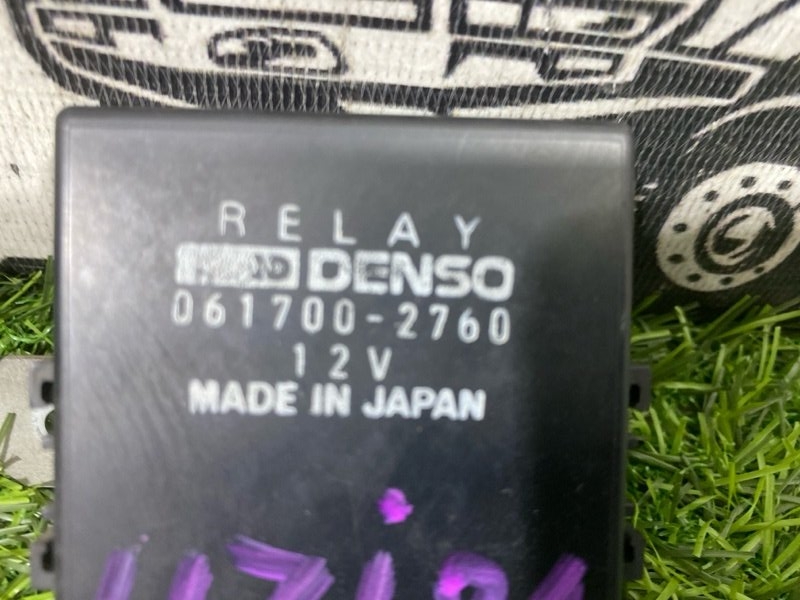 RELAY
DENSO
061700-2760
12V
MADE IN JAPAN